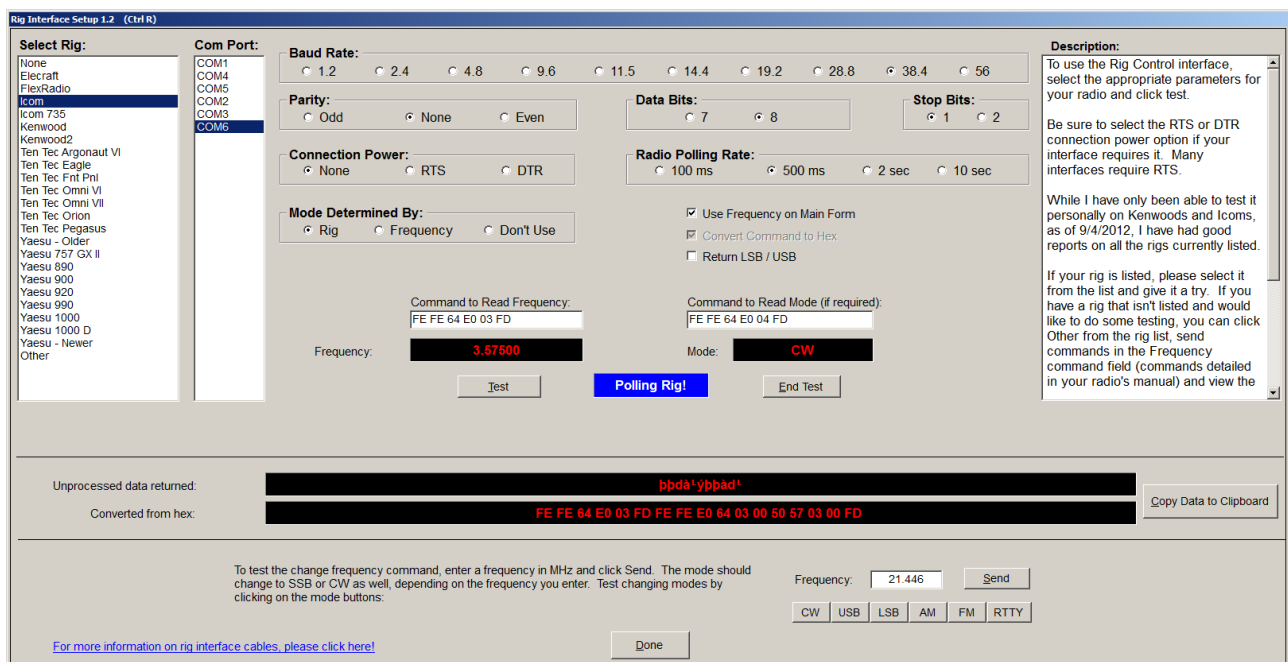 Rig Interface Setup 1.2 (Ctrl R)
Select Rig:
None
Elecraft
FlexRadio
Icom
Icom 735
Kenwood
Kenwood2
Ten Tec Argonaut VI
Ten Tec Eagle
Ten Tec Fnt Pnl
Ten Tec Omni VI
Ten Tec Omni VII
Ten Tec Orion
Ten Tec Pegasus
Yaesu - Older
Yaesu 757 GX II
Yaesu 890
Yaesu 900
Yaesu 920
Yaesu 990
Yaesu 1000
Yaesu 1000 D
Yaesu - Newer
Other
Com Port:
COM1
COM4
COM5
COM2
COM3
COM6
Baud Rate:
1.2 2.4 4.8 9.6 11.5 14.4 19.2 28.8 38.4 56
Parity:
Odd None Even
Data Bits:
7 8
Stop Bits:
1 2
Connection Power:
None RTS DTR
Radio Polling Rate:
100 ms 500 ms 2 sec 10 sec
Mode Determined By:
Rig Frequency Don't Use
Use Frequency on Main Form
Convert Command to Hex
Return LSB / USB
Command to Read Frequency:
FE FE 64 E0 03 FD
Command to Read Mode (if required):
FE FE 64 E0 04 FD
Frequency: 3.57500
Mode: CW
Test
Polling Rig!
End Test
Description:
To use the Rig Control interface,
select the appropriate parameters for
your radio and click test.
Be sure to select the RTS or DTR
connection power option if your
interface requires it. Many
interfaces require RTS.
While I have only been able to test it
personally on Kenwoods and Icoms,
as of 9/4/2012, I have had good
reports on all the rigs currently listed.
If your rig is listed, please select it
from the list and give it a try. If you
have a rig that isn't listed and would
like to do some testing, you can click
Other from the rig list, send
commands in the Frequency
command field (commands detailed
in your radio's manual) and view the
Unprocessed data returned: þþdà¹ýþþàd¹
Converted from hex: FE FE 64 E0 03 FD FE FE E0 64 03 00 50 57 03 00 FD
Copy Data to Clipboard
To test the change frequency command, enter a frequency in MHz and click Send. The mode should
change to SSB or CW as well, depending on the frequency you enter. Test changing modes by
clicking on the mode buttons:
Frequency: 21.446 Send
CW USB LSB AM FM RTTY
For more information on rig interface cables, please click here!
Done